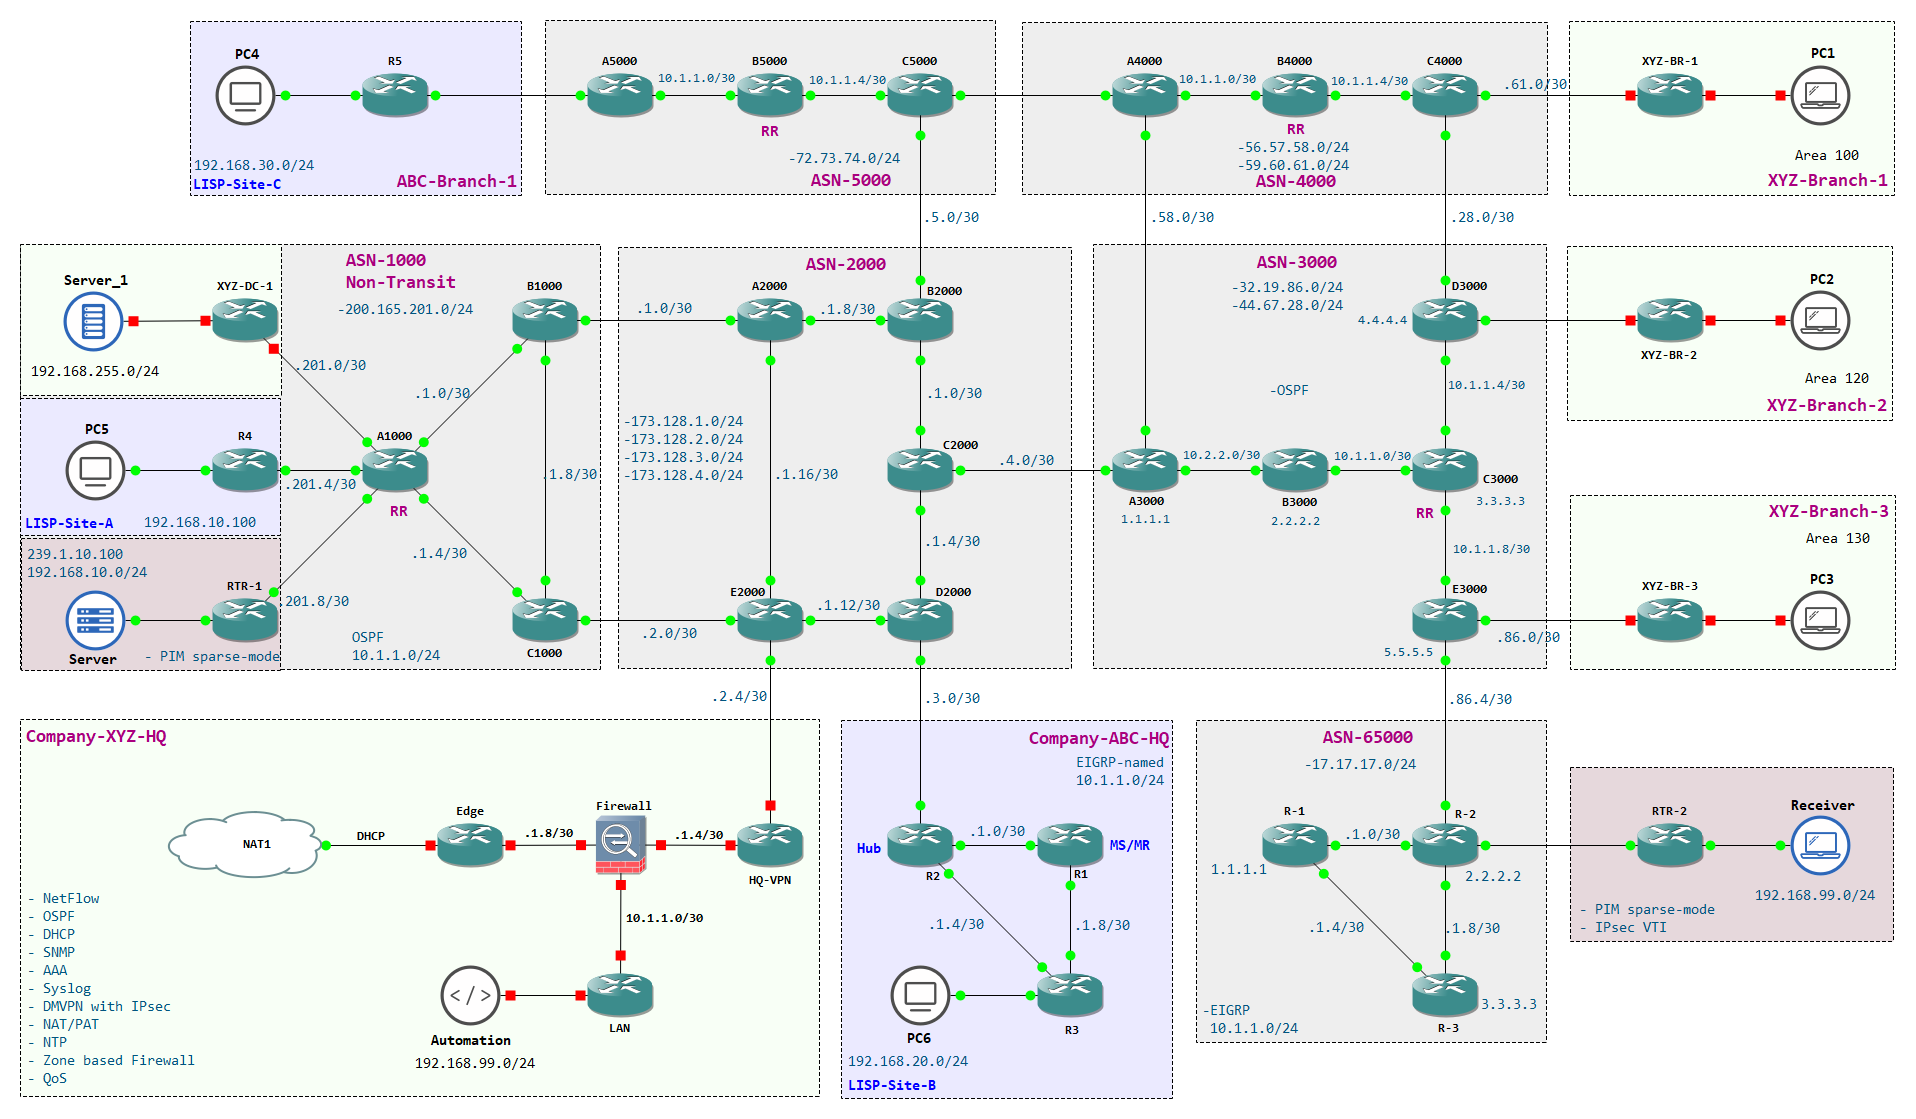 PC4
R5
192.168.30.0/24
LISP-Site-C
ABC-Branch-1
A5000
10.1.1.0/30
B5000
10.1.1.4/30
C5000
RR
-72.73.74.0/24
ASN-5000
A4000
10.1.1.0/30
B4000
10.1.1.4/30
C4000
RR
-56.57.58.0/24
-59.60.61.0/24
ASN-4000
.61.0/30
XYZ-BR-1
PC1
Area 100
XYZ-Branch-1
.5.0/30
.58.0/30
.28.0/30
Server_1
XYZ-DC-1
192.168.255.0/24
ASN-1000
Non-Transit
-200.165.201.0/24
B1000
.201.0/30
.1.0/30
PC5
R4
A1000
RR
.201.4/30
.1.8/30
LISP-Site-A
192.168.10.100
239.1.10.100
192.168.10.0/24
RTR-1
.201.8/30
.1.4/30
Server
- PIM sparse-mode
OSPF
10.1.1.0/24
C1000
ASN-2000
A2000
B2000
.1.0/30
.1.8/30
.1.0/30
-173.128.1.0/24
-173.128.2.0/24
-173.128.3.0/24
-173.128.4.0/24
.1.16/30
C2000
.4.0/30
.1.4/30
E2000
D2000
.1.12/30
.2.0/30
ASN-3000
-32.19.86.0/24
-44.67.28.0/24
D3000
4.4.4.4
-OSPF
10.1.1.4/30
10.2.2.0/30
10.1.1.0/30
A3000
1.1.1.1
B3000
2.2.2.2
C3000
3.3.3.3
RR
10.1.1.8/30
E3000
5.5.5.5
.86.0/30
PC2
XYZ-BR-2
Area 120
XYZ-Branch-2
XYZ-Branch-3
Area 130
XYZ-BR-3
PC3
.2.4/30
.3.0/30
.86.4/30
Company-XYZ-HQ
NAT1
DHCP
Edge
.1.8/30
Firewall
.1.4/30
HQ-VPN
10.1.1.0/30
- NetFlow
- OSPF
- DHCP
- SNMP
- AAA
- Syslog
- DMVPN with IPsec
- NAT/PAT
- NTP
- Zone based Firewall
- QoS
LAN
Automation
192.168.99.0/24
Company-ABC-HQ
EIGRP-named
10.1.1.0/24
Hub
.1.0/30
MS/MR
R2
R1
.1.4/30
.1.8/30
PC6
R3
192.168.20.0/24
LISP-Site-B
ASN-65000
-17.17.17.0/24
R-1
.1.0/30
R-2
1.1.1.1
2.2.2.2
.1.4/30
.1.8/30
3.3.3.3
-EIGRP
10.1.1.0/24
R-3
RTR-2
Receiver
192.168.99.0/24
- PIM sparse-mode
- IPsec VTI